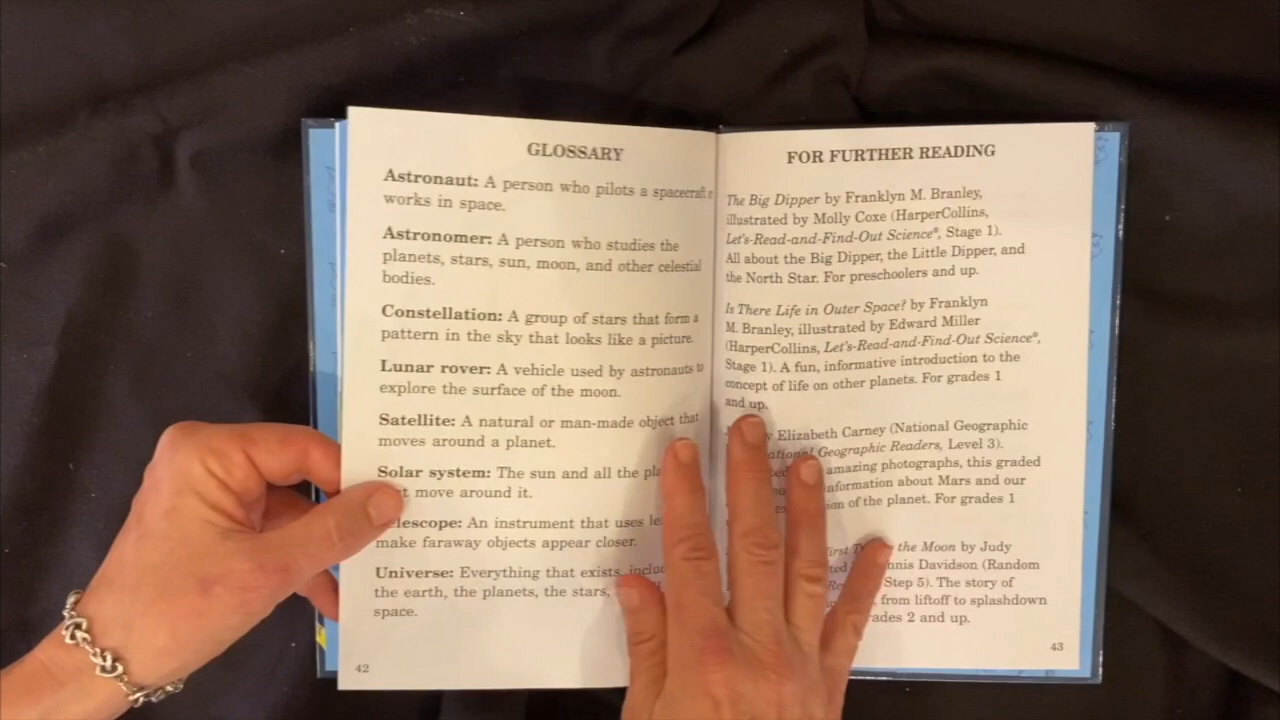 GLOSSARY
Astronaut: A person who pilots a spacecraft
works in space.
Astronomer: A person who studies the
planets, stars, sun, moon, and other celestial
bodies.
Constellation: A group of stars that form a
pattern in the sky that looks like a picture.
Lunar rover: A vehicle used by astronauts to
explore the surface of the moon.
Satellite: A natural or man-made object that
moves around a planet.
Solar system: The sun and all the
move around it.
Telescope: An instrument that uses
make faraway objects appear closer.
Universe: Everything that exists,
the earth, the planets, the stars,
space.
42
FOR FURTHER READING
The Big Dipper by Franklyn M. Branley,
illustrated by Molly Coxe (HarperCollins,
Let's-Read-and-Find-Out Science®, Stage 1).
All about the Big Dipper, the Little Dipper, and
the North Star. For preschoolers and up.
Is There Life in Outer Space? by Franklyn
M. Branley, illustrated by Edward Miller
(HarperCollins, Let's-Read-and-Find-Out Science®,
Stage 1). A fun, informative introduction to the
concept of life on other planets. For grades 1
and up.
Elizabeth Carney (National Geographic
Geographic Readers, Level 3).
amazing photographs, this graded
information about Mars and our
of the planet. For grades 1
the Moon by Judy
Davidson (Random
Step 5). The story of
from liftoff to splashdown
2 and up.
43